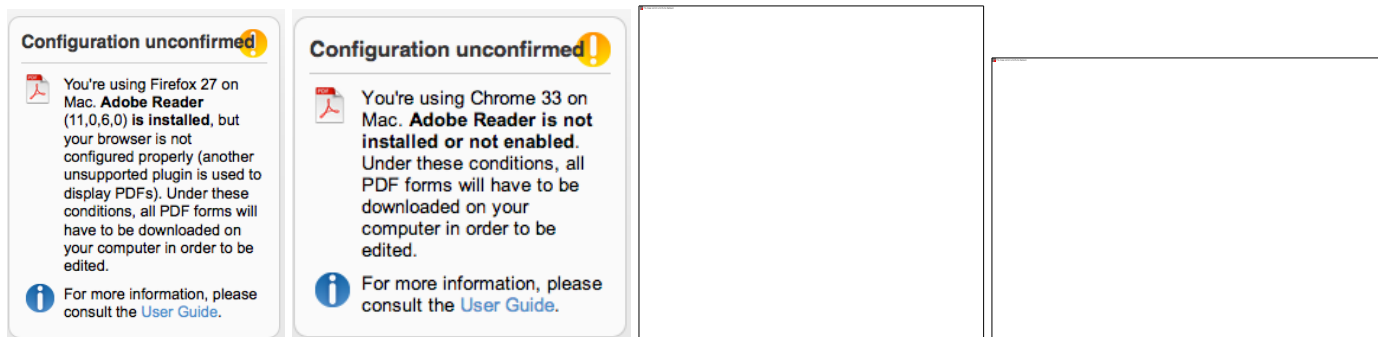 Configuration unconfirmed
You're using Firefox 27 on
Mac. Adobe Reader
(11,0,6,0) is installed, but
your browser is not
configured properly (another
unsupported plugin is used to
display PDFs). Under these
conditions, all PDF forms will
have to be downloaded on
your computer in order to be
edited.
For more information, please
consult the User Guide.
Configuration unconfirmed
You're using Chrome 33 on
Mac. Adobe Reader is not
installed or not enabled.
Under these conditions, all
PDF forms will have to be
downloaded on your
computer in order to be
edited.
For more information, please
consult the User Guide.